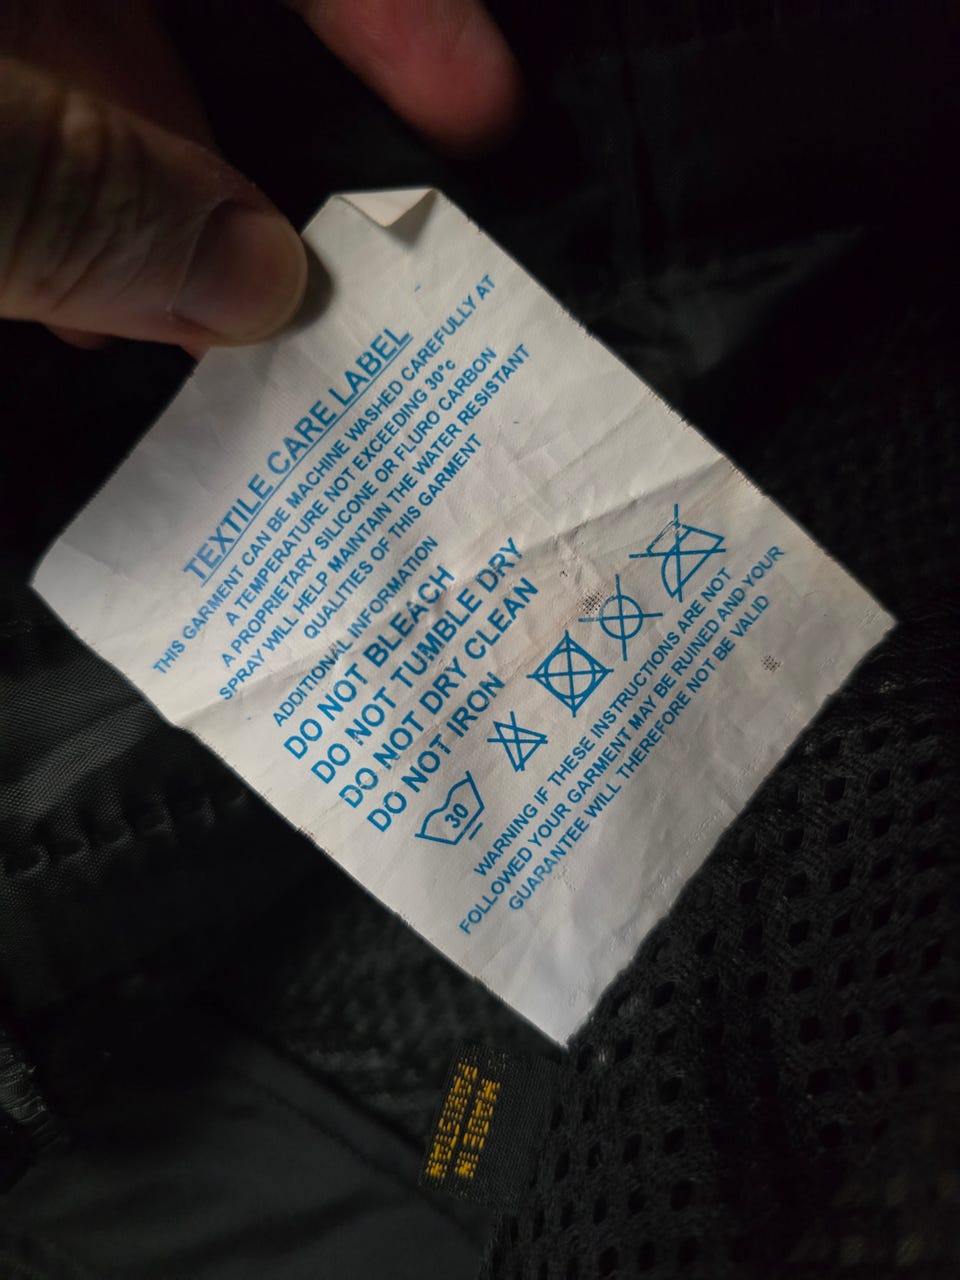 TEXTILE CARE LABEL
THIS GARMENT CAN BE MACHINE WASHED CAREFULLY AT
A TEMPERATURE NOT EXCEEDING 30°C
A PROPRIETARY SILICONE OR FLURO CARBON
SPRAY WILL HELP MAINTAIN THE WATER RESISTANT
QUALITIES OF THIS GARMENT
ADDITIONAL INFORMATION
DO NOT BLEACH
DO NOT TUMBLE DRY
DO NOT DRY CLEAN
DO NOT IRON
30
WARNING IF THESE INSTRUCTIONS ARE NOT
FOLLOWED YOUR GARMENT MAY BE RUINED AND YOUR
GUARANTEE WILL THEREFORE NOT BE VALID
MADE IN
PAKISTAN